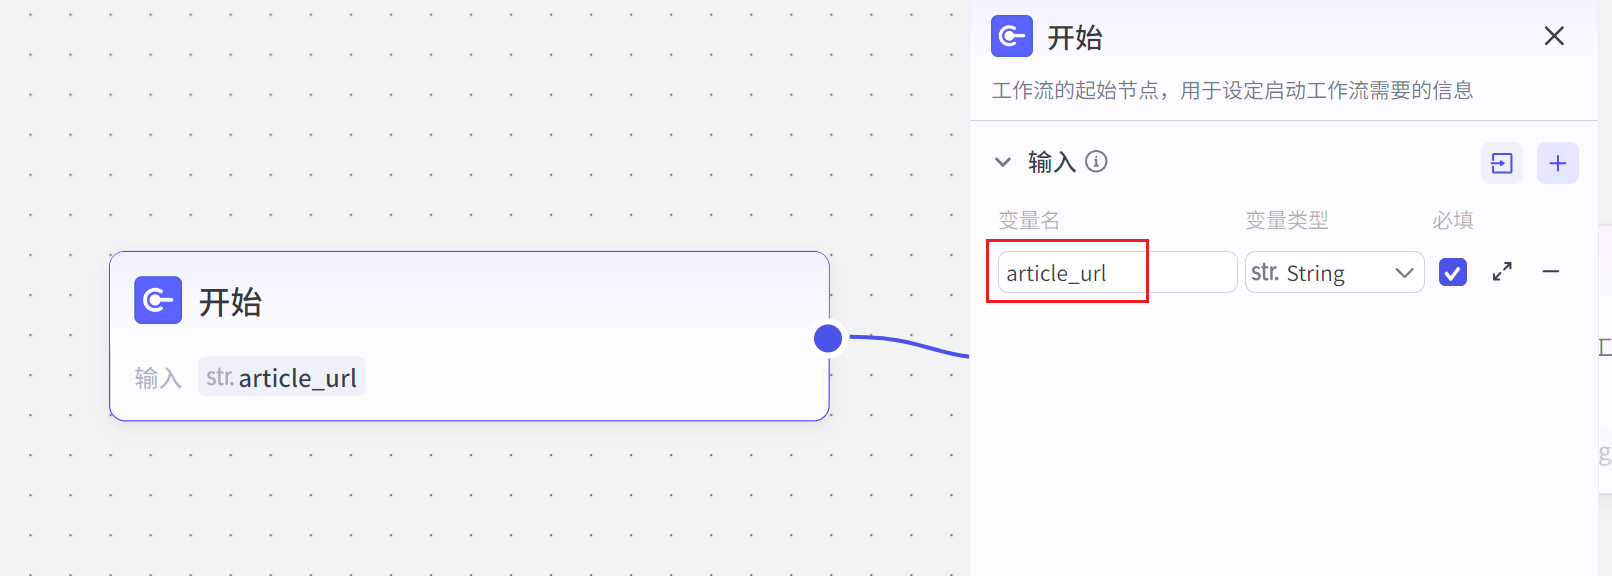 开始
输入 str. article_url
开始
工作流的起始节点，用于设定启动工作流需要的信息
输入
变量名 变量类型 必填
article_url str. String